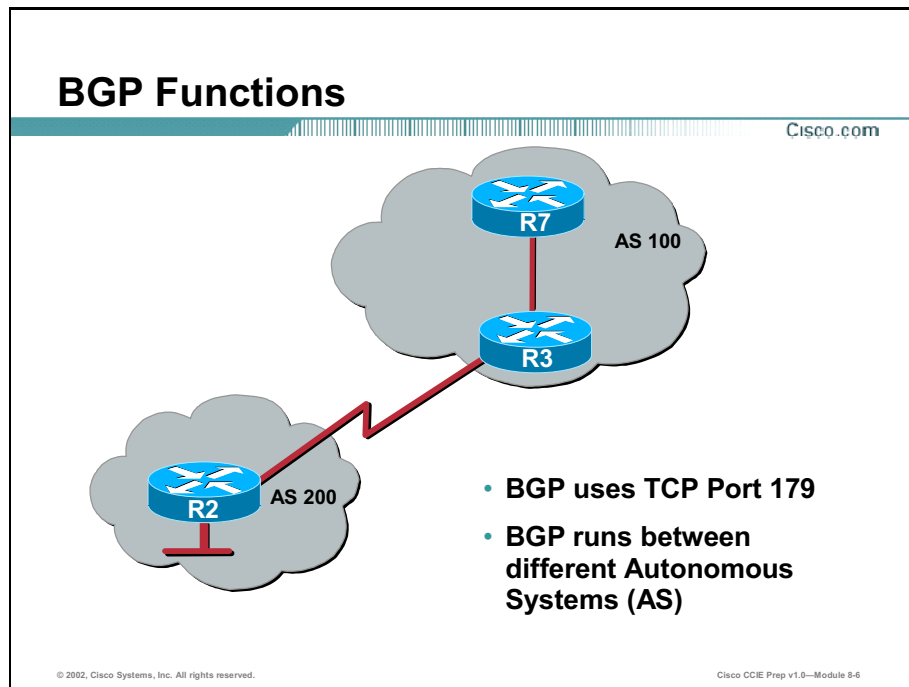 BGP Functions
Cisco.com
R7
AS 100
R3
R2
AS 200
• BGP uses TCP Port 179
• BGP runs between
different Autonomous
Systems (AS)
© 2002, Cisco Systems, Inc. All rights reserved.
Cisco CCIE Prep v1.0—Module 8-6